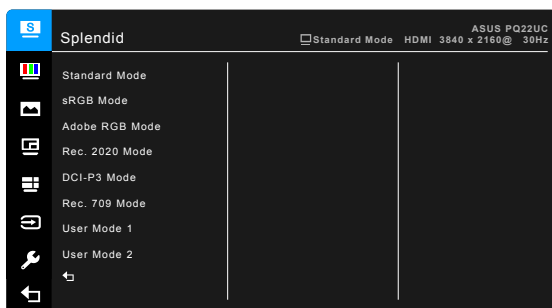 S
ASUS PQ22UC
Splendid
Standard Mode HDMI 3840 x 2160@ 30Hz
Standard Mode
sRGB Mode
Adobe RGB Mode
Rec. 2020 Mode
DCI-P3 Mode
Rec. 709 Mode
User Mode 1
User Mode 2